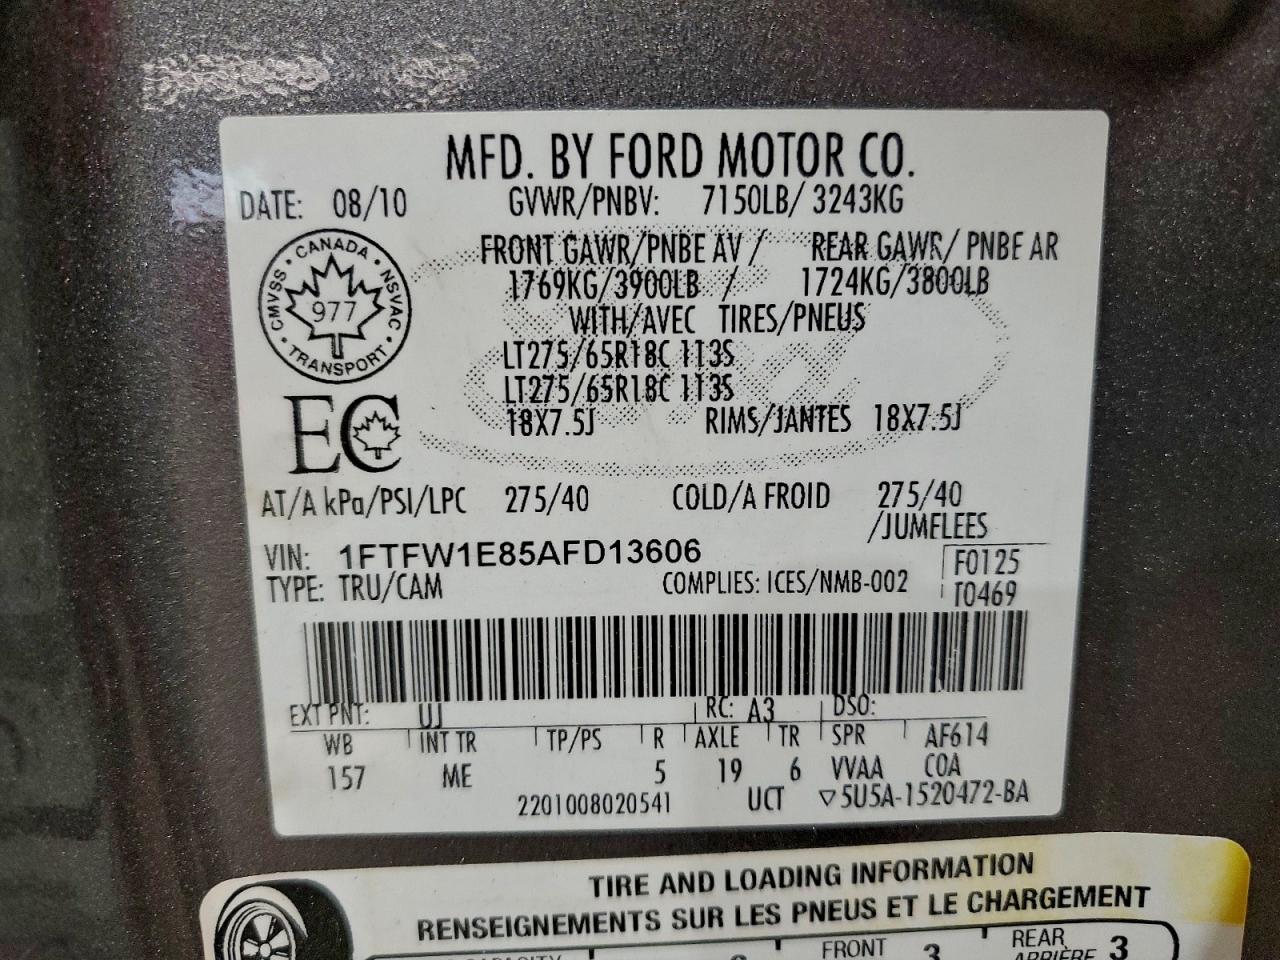 MFD. BY FORD MOTOR CO.
DATE: 08/10 GVWR/PNBV: 7150LB/ 3243KG
FRONT GAWR/PNBE AV / REAR GAWR/ PNBE AR
1769KG/3900LB / 1724KG/3800LB
WITH/AVEC TIRES/PNEUS
LT275/65R18C 113S
LT275/65R18C 113S
18X7.5J RIMS/JANTES 18X7.5J
CANADA
CMVSS · NSVAC
977
TRANSPORT
EC
AT/A kPa/PSI/LPC 275/40 COLD/A FROID 275/40
/JUMELEES
VIN: 1FTFW1E85AFD13606
F0125
TYPE: TRU/CAM COMPLIES: ICES/NMB-002
T0469
EXT PNT: UJ RC: A3 DSO:
WB INT TR TP/PS R AXLE TR SPR AF614
157 ME 5 19 6 VVAA COA
2201008020541 UCT ▽5U5A-1520472-BA
TIRE AND LOADING INFORMATION
RENSEIGNEMENTS SUR LES PNEUS ET LE CHARGEMENT
FRONT 3 REAR 3
ARRIÈRE